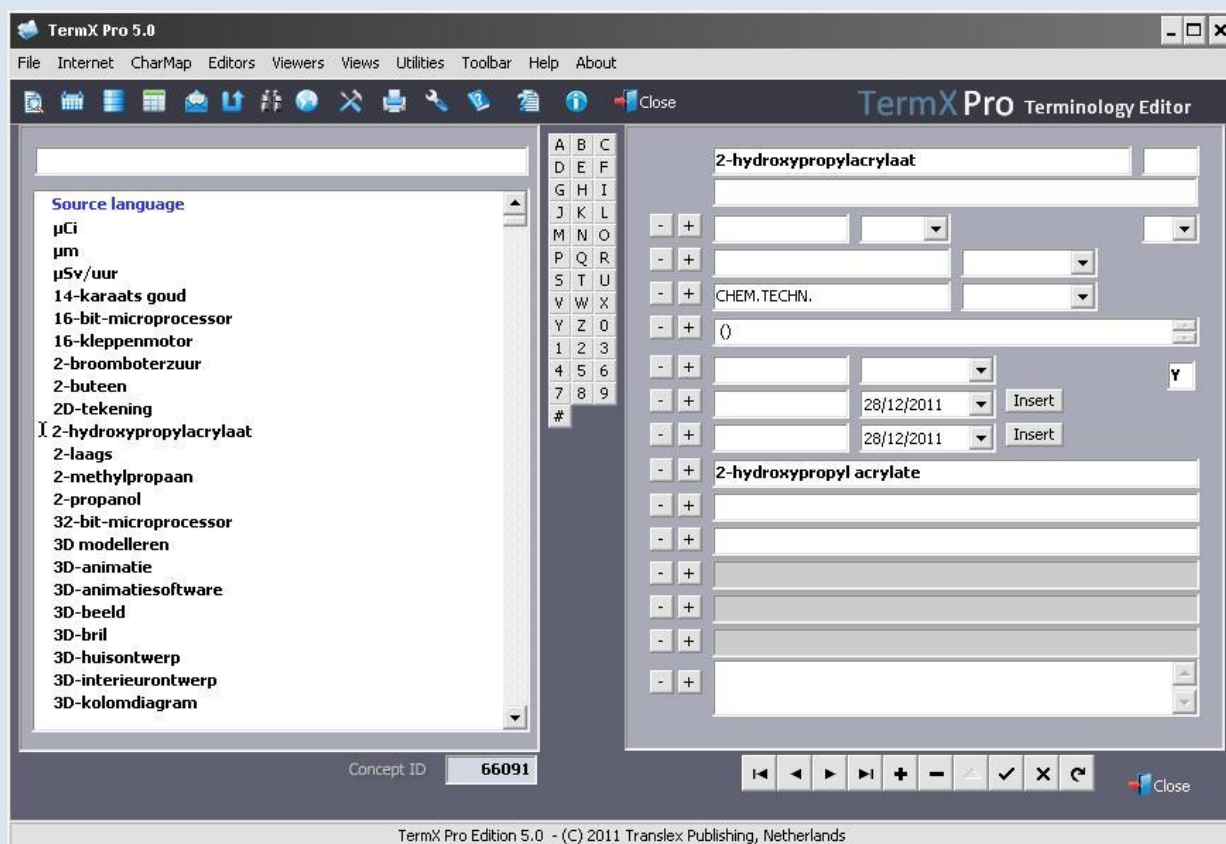 TermX Pro 5.0
File Internet CharMap Editors Viewers Views Utilities Toolbar Help About
Close
TermX Pro Terminology Editor
Source language
µCi
µm
µSv/uur
14-karaats goud
16-bit-microprocessor
16-kleppenmotor
2-broomboterzuur
2-buteen
2D-tekening
2-hydroxypropylacrylaat
2-laags
2-methylpropaan
2-propanol
32-bit-microprocessor
3D modelleren
3D-animatie
3D-animatiesoftware
3D-beeld
3D-bril
3D-huisontwerp
3D-interieurontwerp
3D-kolomdiagram
Concept ID 66091
A B C
D E F
G H I
J K L
M N O
P Q R
S T U
V W X
Y Z 0
1 2 3
4 5 6
7 8 9
#
2-hydroxypropylacrylaat
- +
- +
- + CHEM.TECHN.
- + ()
- + Y
- + 28/12/2011 Insert
- + 28/12/2011 Insert
- + 2-hydroxypropyl acrylate
- +
- +
- +
- +
- +
- +
Close
TermX Pro Edition 5.0 - (C) 2011 Translex Publishing, Netherlands